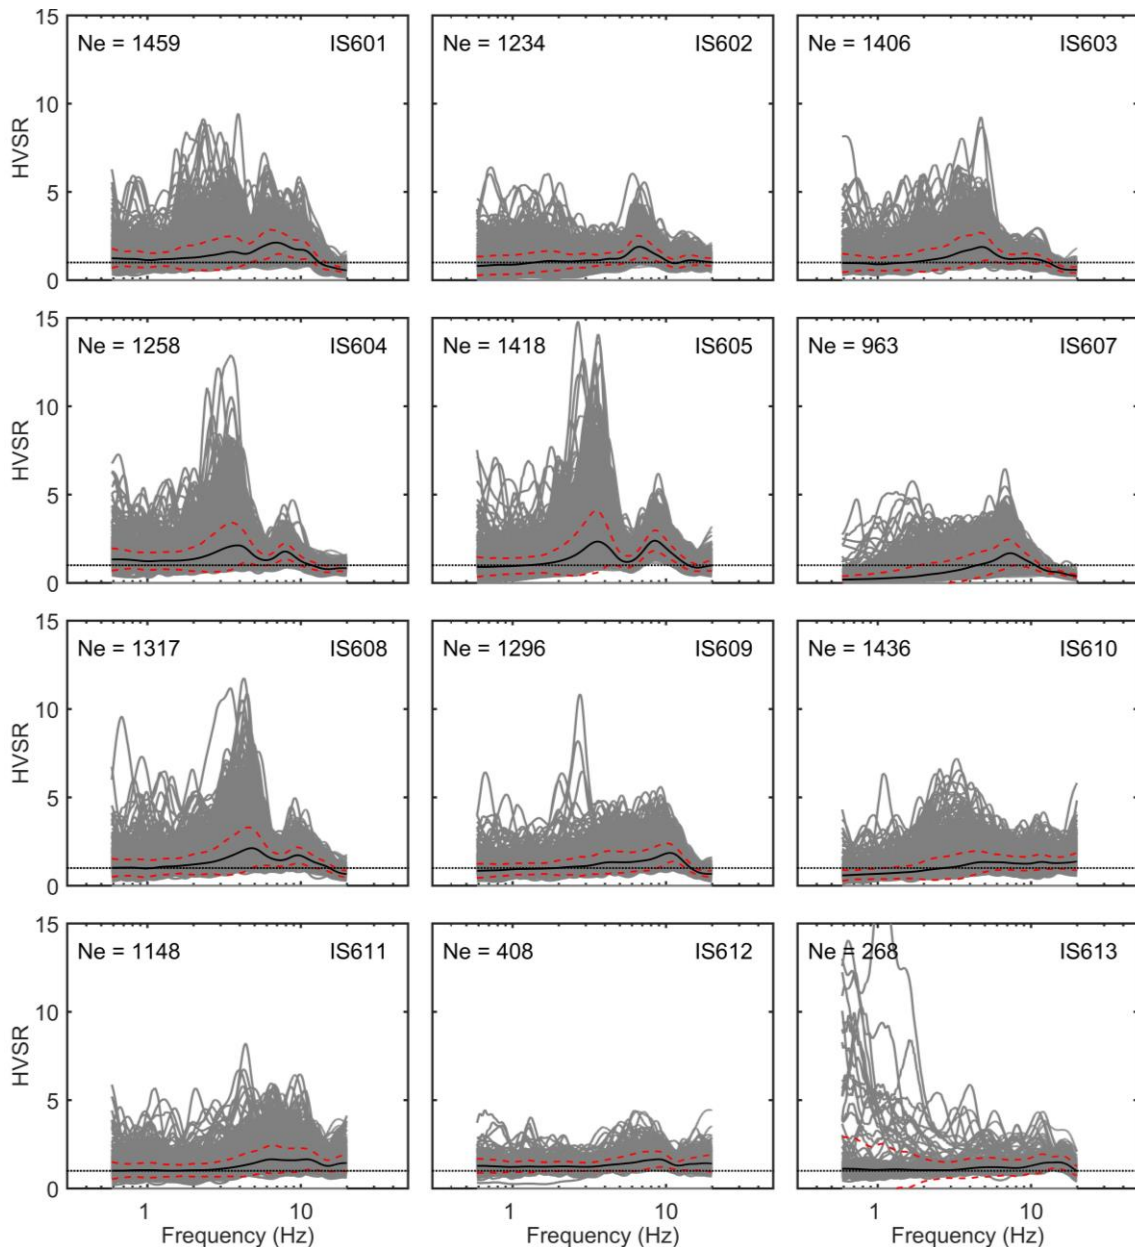 15
Ne = 1459 IS601
Ne = 1234 IS602
Ne = 1406 IS603
10
HVSR
5
0
15
Ne = 1258 IS604
Ne = 1418 IS605
Ne = 963 IS607
10
HVSR
5
0
15
Ne = 1317 IS608
Ne = 1296 IS609
Ne = 1436 IS610
10
HVSR
5
0
15
Ne = 1148 IS611
Ne = 408 IS612
Ne = 268 IS613
10
HVSR
5
0
1 10
1 10
1 10
Frequency (Hz)
Frequency (Hz)
Frequency (Hz)